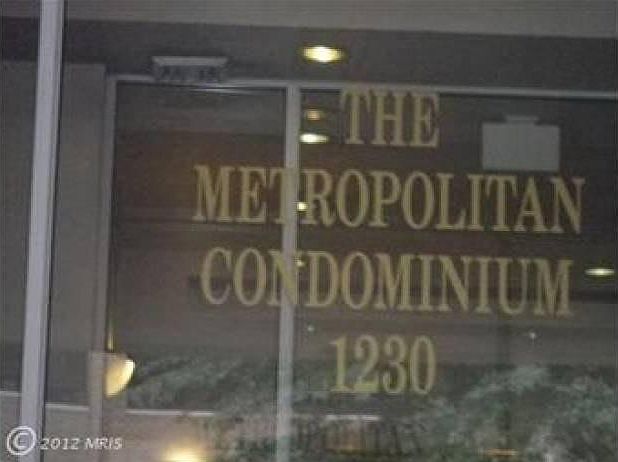 THE
METROPOLITAN
CONDOMINIUM
1230
© 2012 MRIS